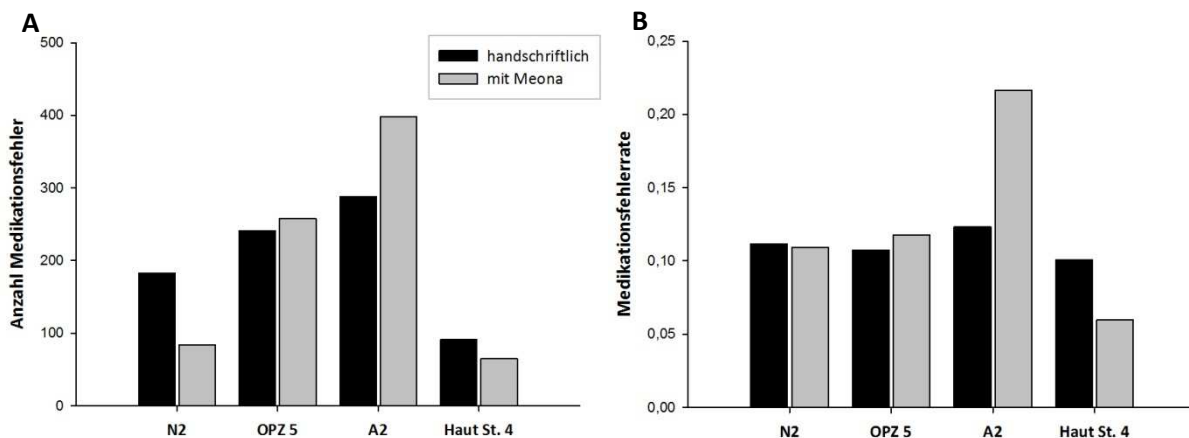 A
Anzahl Medikationsfehler
500
400
300
200
100
0
N2 OPZ 5 A2 Haut St. 4
handschriftlich
mit Meona
B
Medikationsfehlerrate
0,25
0,20
0,15
0,10
0,05
0,00
N2 OPZ 5 A2 Haut St. 4